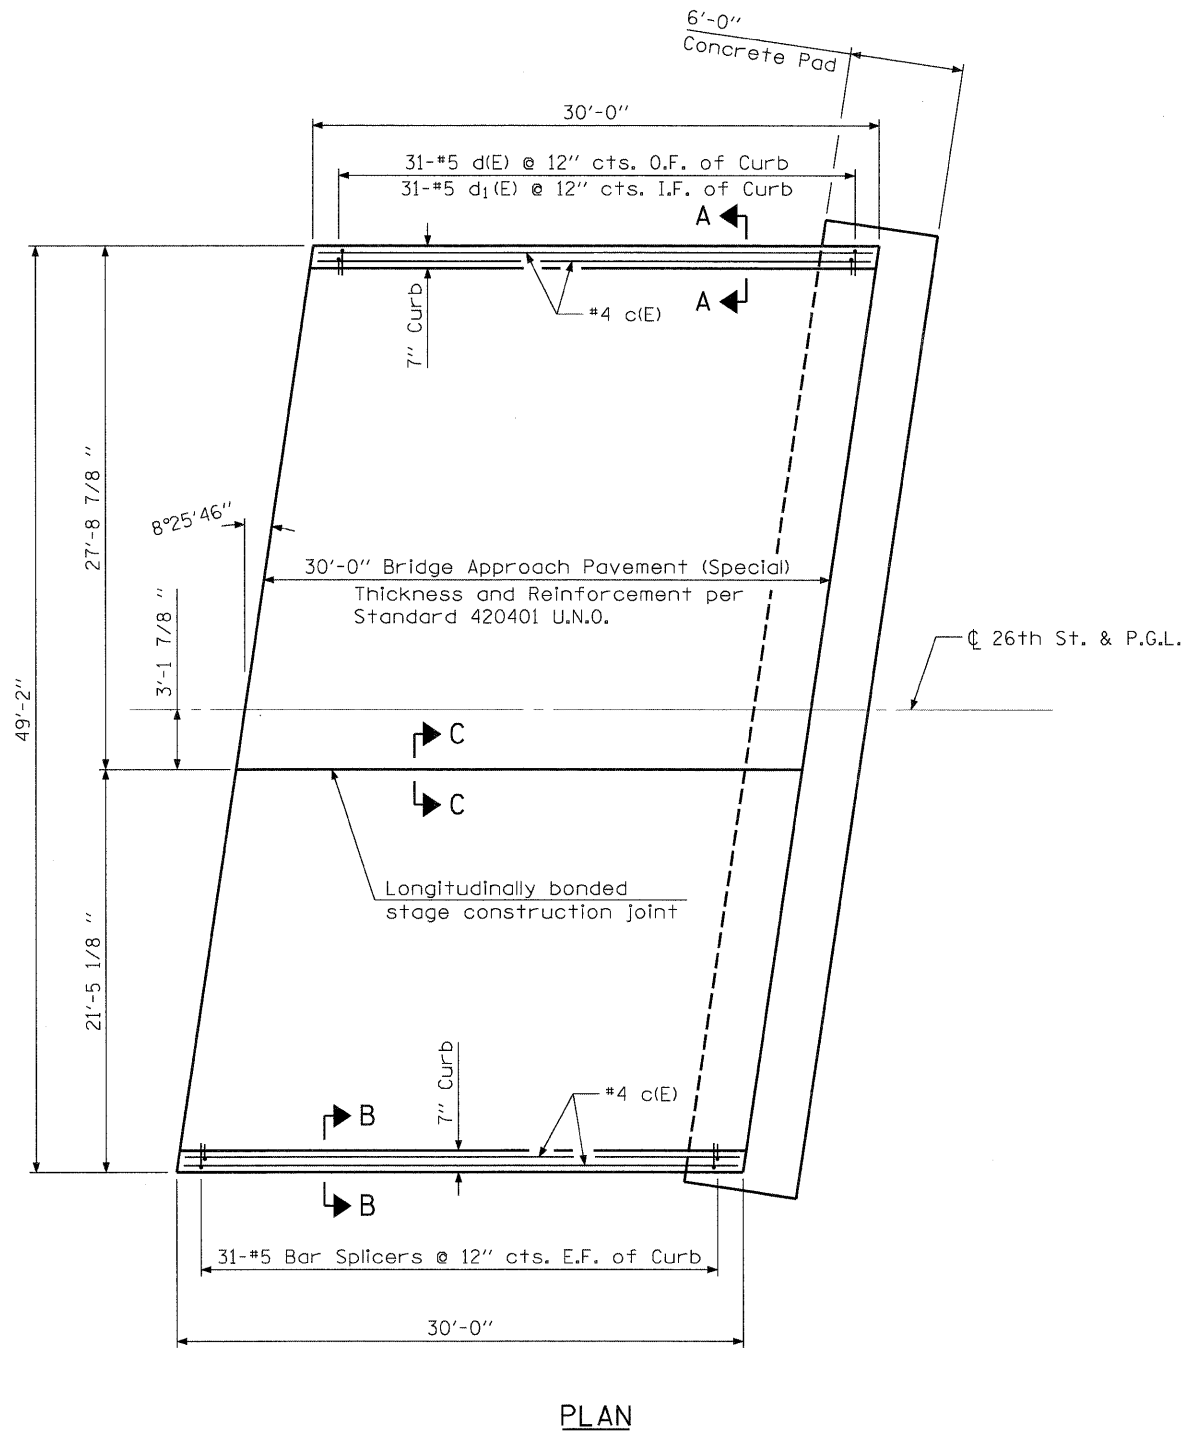 6'-0"
Concrete Pad
30'-0"
31-#5 d(E) @ 12" cts. O.F. of Curb
31-#5 d1(E) @ 12" cts. I.F. of Curb
A
A
#4 c(E)
7" Curb
27'-8 7/8 "
8°25'46"
30'-0" Bridge Approach Pavement (Special)
Thickness and Reinforcement per
Standard 420401 U.N.O.
3'-1 7/8 "
℄ 26th St. & P.G.L.
49'-2"
C
C
Longitudinally bonded
stage construction joint
21'-5 1/8 "
7" Curb
#4 c(E)
B
B
31-#5 Bar Splicers @ 12" cts. E.F. of Curb
30'-0"
PLAN